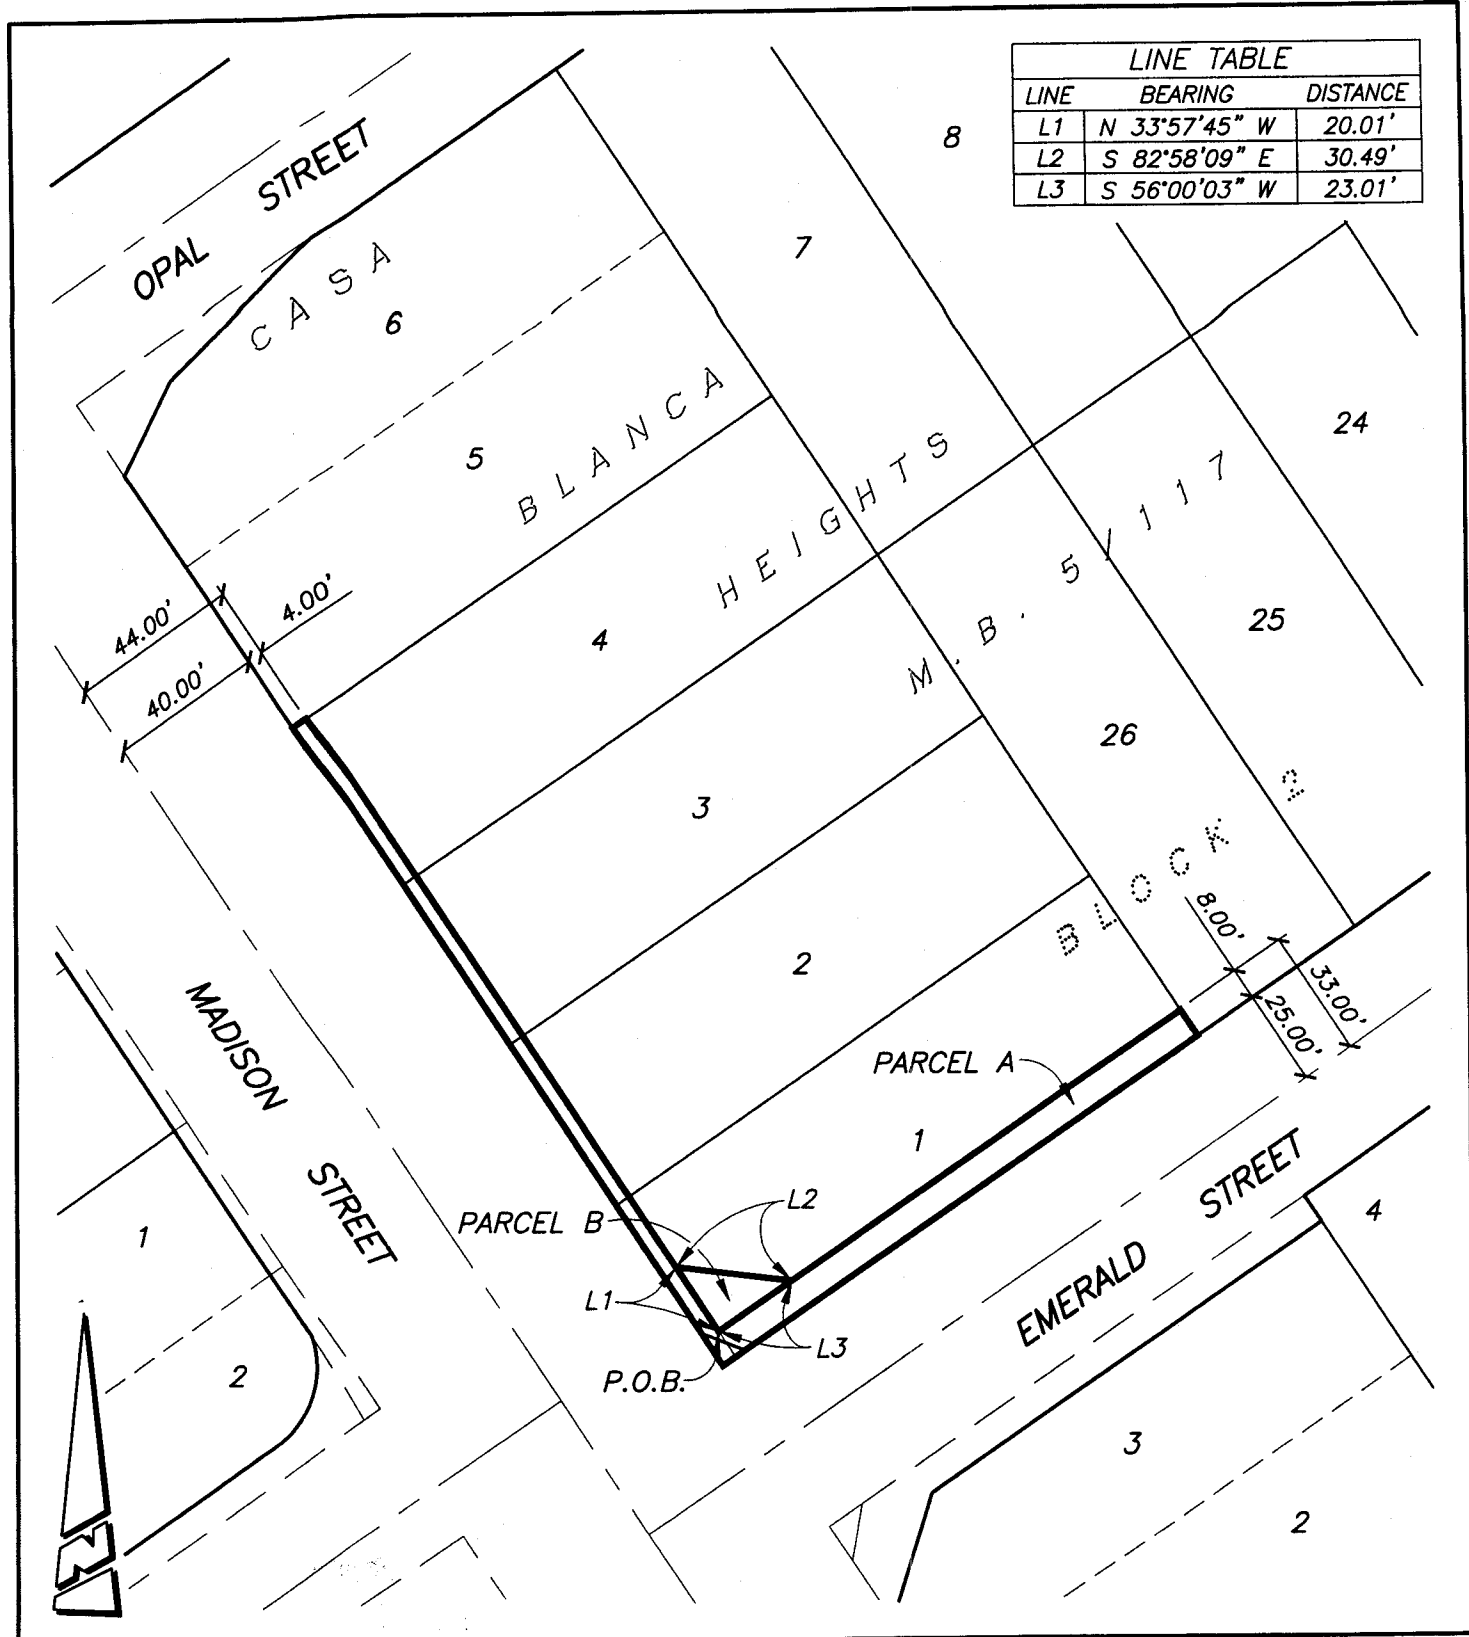 LINE TABLE
LINE BEARING DISTANCE
L1 N 33°57'45" W 20.01'
L2 S 82°58'09" E 30.49'
L3 S 56°00'03" W 23.01'
OPAL STREET
CASA
BLANCA
HEIGHTS
M.B. 5/117
BLOCK 2
8
7
6
5
4
3
2
1
24
25
26
44.00'
4.00'
40.00'
8.00'
33.00'
25.00'
MADISON STREET
PARCEL A
PARCEL B
L2
L1
L3
P.O.B.
EMERALD STREET
1
2
4
3
2
N